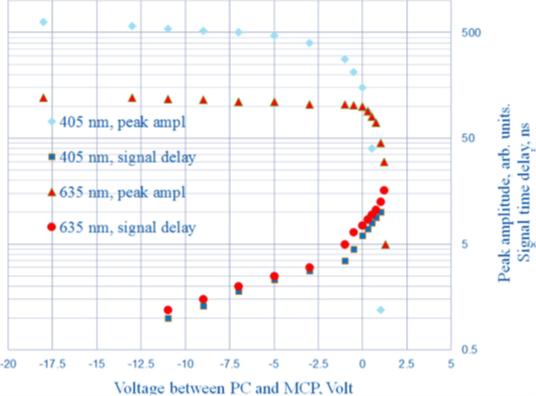 500
50
5
0.5
405 nm, peak ampl
405 nm, signal delay
635 nm, peak ampl
635 nm, signal delay
-20 -17.5 -15 -12.5 -10 -7.5 -5 -2.5 0 2.5 5
Voltage between PC and MCP, Volt
Peak amplitude, arb. units.
Signal time delay, ns